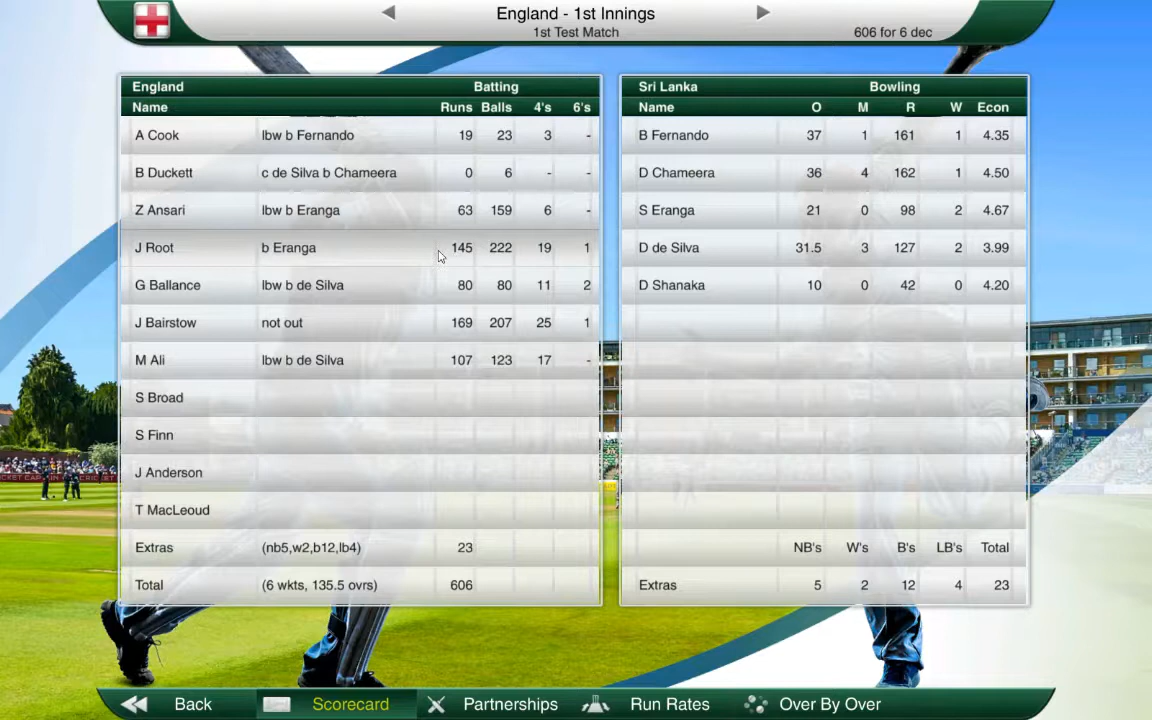 England - 1st Innings
1st Test Match
606 for 6 dec
England Batting
Name Runs Balls 4's 6's
A Cook lbw b Fernando 19 23 3 -
B Duckett c de Silva b Chameera 0 6 - -
Z Ansari lbw b Eranga 63 159 6 -
J Root b Eranga 145 222 19 1
G Ballance lbw b de Silva 80 80 11 2
J Bairstow not out 169 207 25 1
M Ali lbw b de Silva 107 123 17 -
S Broad
S Finn
J Anderson
T MacLeoud
Extras (nb5,w2,b12,lb4) 23
Total (6 wkts, 135.5 ovrs) 606
Sri Lanka Bowling
Name O M R W Econ
B Fernando 37 1 161 1 4.35
D Chameera 36 4 162 1 4.50
S Eranga 21 0 98 2 4.67
D de Silva 31.5 3 127 2 3.99
D Shanaka 10 0 42 0 4.20
NB's W's B's LB's Total
Extras 5 2 12 4 23
Back Scorecard Partnerships Run Rates Over By Over